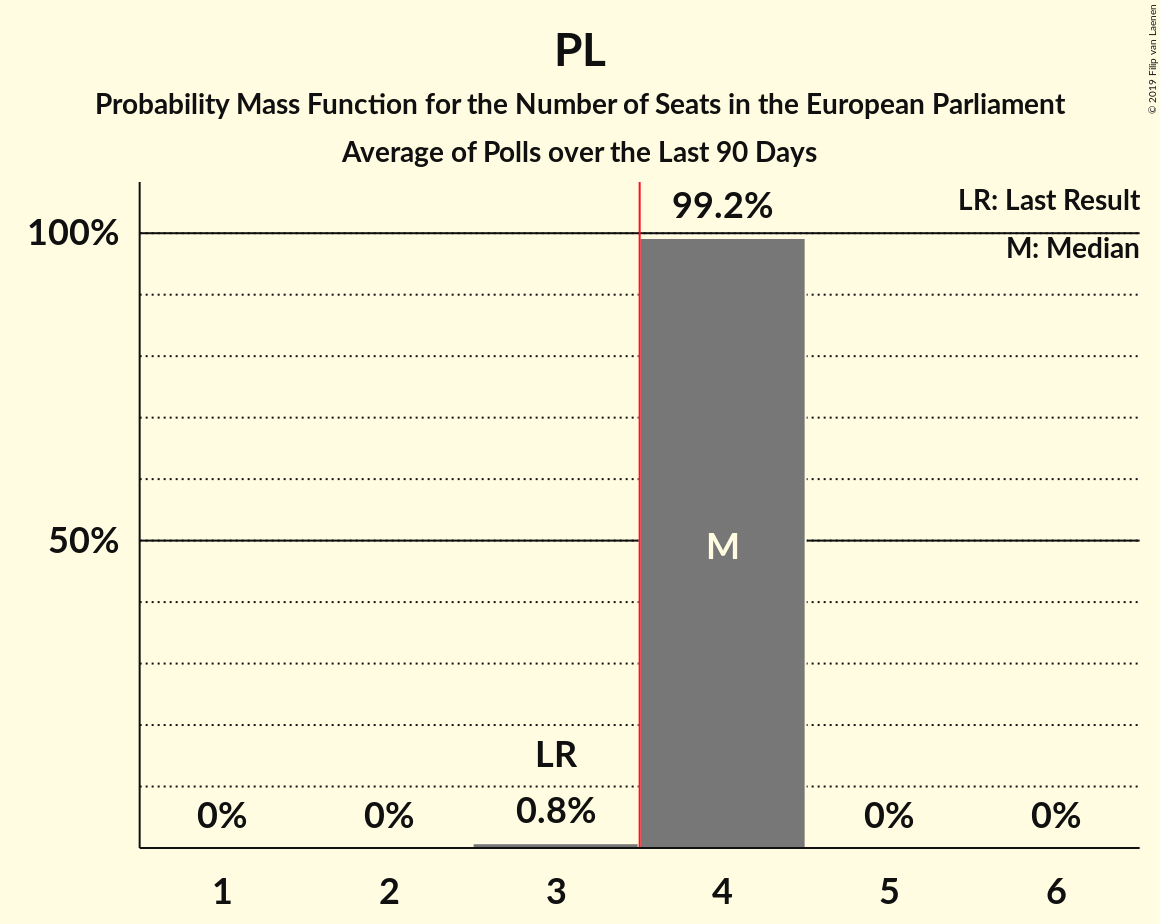 PL
Probability Mass Function for the Number of Seats in the European Parliament
Average of Polls over the Last 90 Days
© 2019 Filip van Laenen
LR: Last Result
M: Median
100%
50%
99.2%
M
LR
0% 0% 0.8% 0% 0%
1 2 3 4 5 6